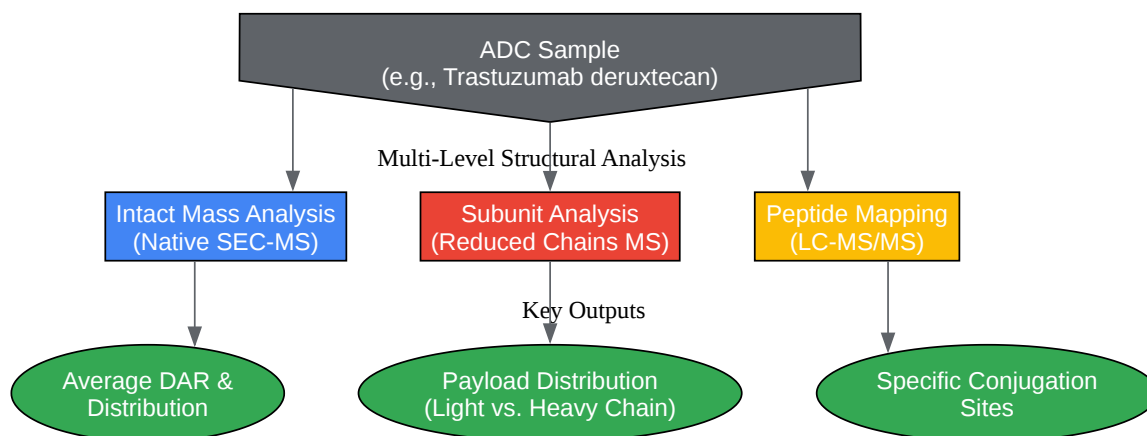 ADC Sample
(e.g., Trastuzumab deruxtecan)
Multi-Level Structural Analysis
Intact Mass Analysis
(Native SEC-MS)
Subunit Analysis
(Reduced Chains MS)
Peptide Mapping
(LC-MS/MS)
Key Outputs
Average DAR &
Distribution
Payload Distribution
(Light vs. Heavy Chain)
Specific Conjugation
Sites